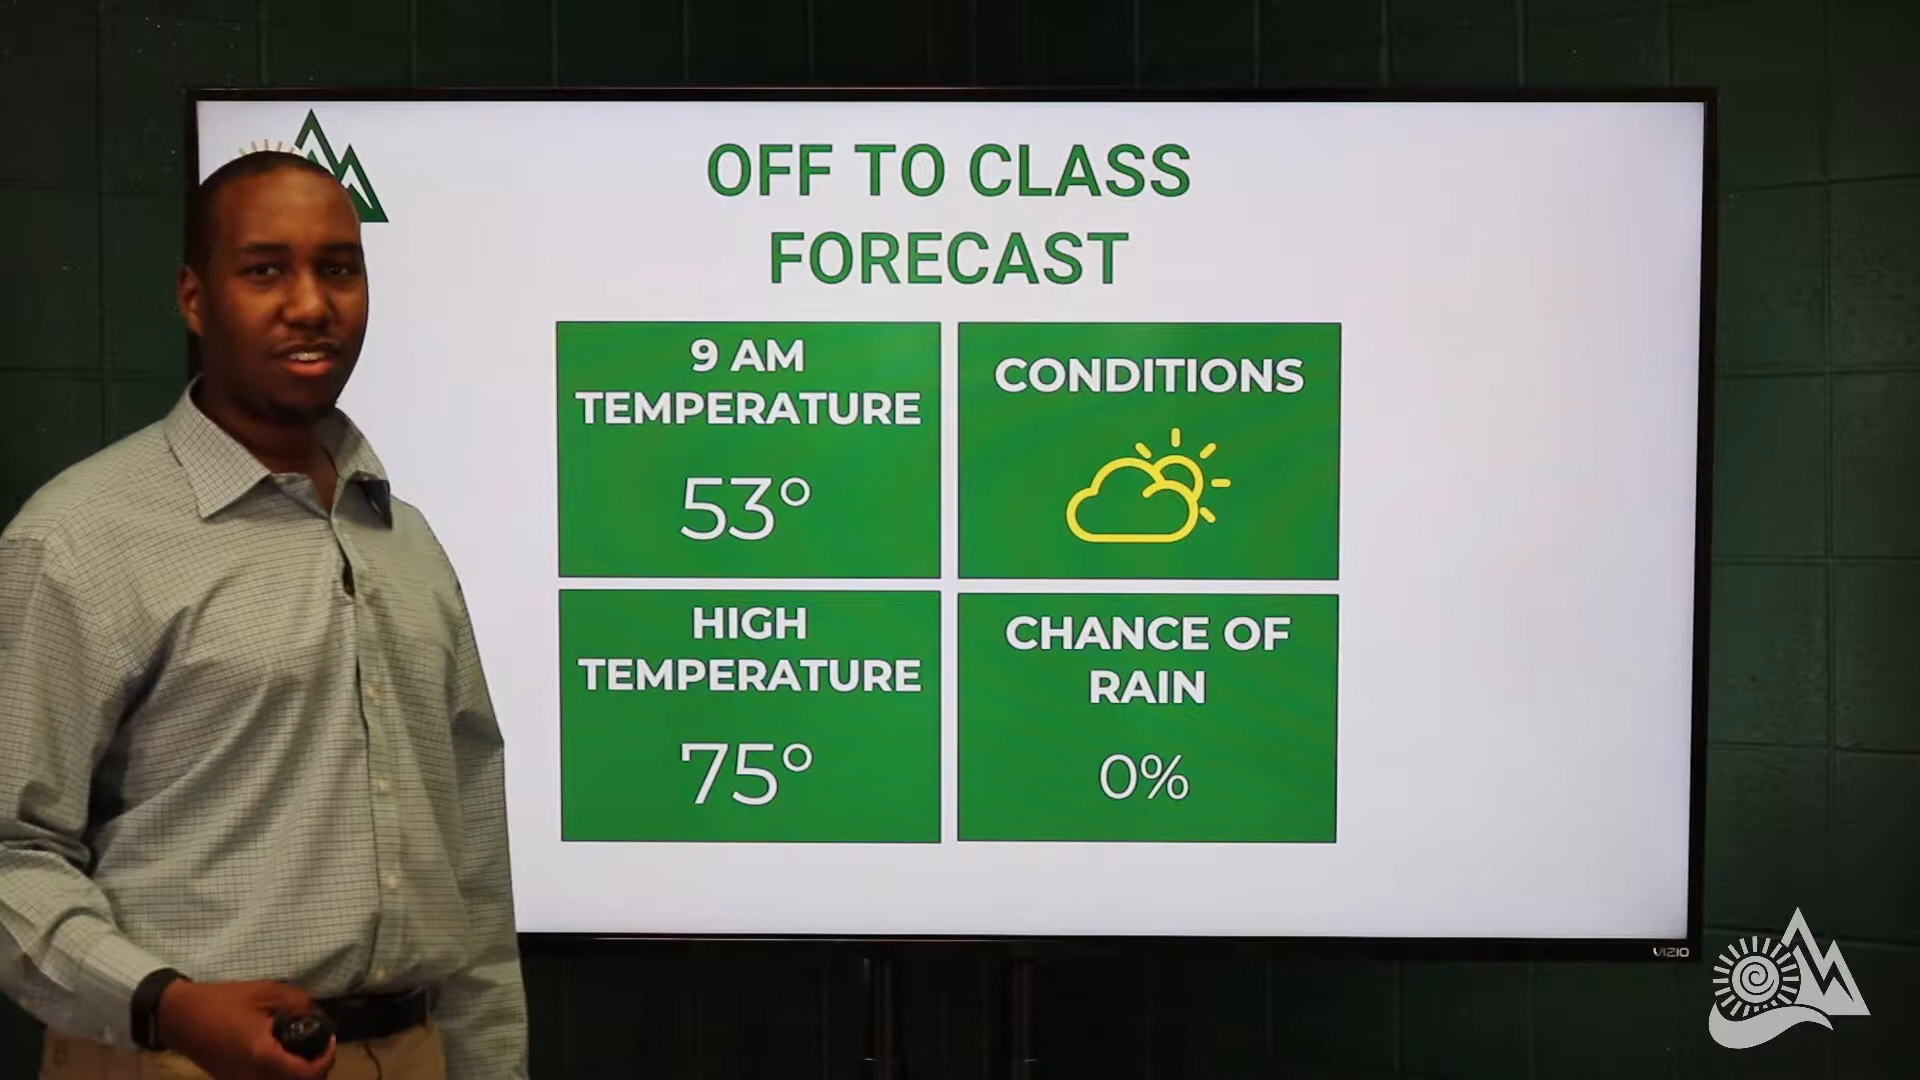 OFF TO CLASS
FORECAST
9 AM
TEMPERATURE
53°
CONDITIONS
HIGH
TEMPERATURE
75°
CHANCE OF
RAIN
0%
VIZIO